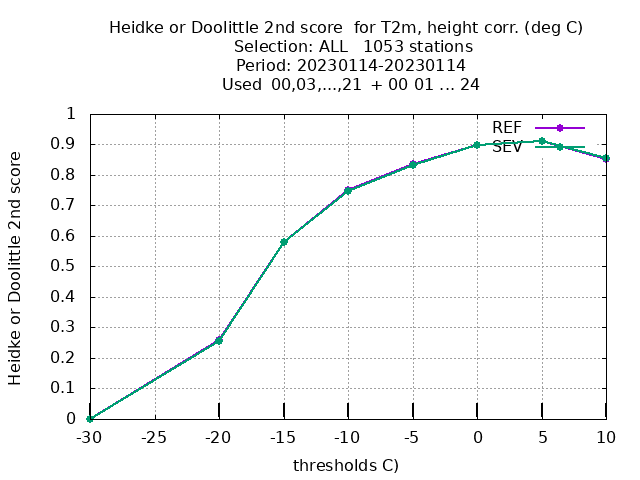 Heidke or Doolittle 2nd score  for T2m, height corr. (deg C)
Selection: ALL   1053 stations
Period: 20230114-20230114
Used  00,03,...,21  + 00 01 ... 24
Heidke or Doolittle 2nd score
1
0.9
0.8
0.7
0.6
0.5
0.4
0.3
0.2
0.1
0
REF
SEV
-30 -25 -20 -15 -10 -5 0 5 10
thresholds C)